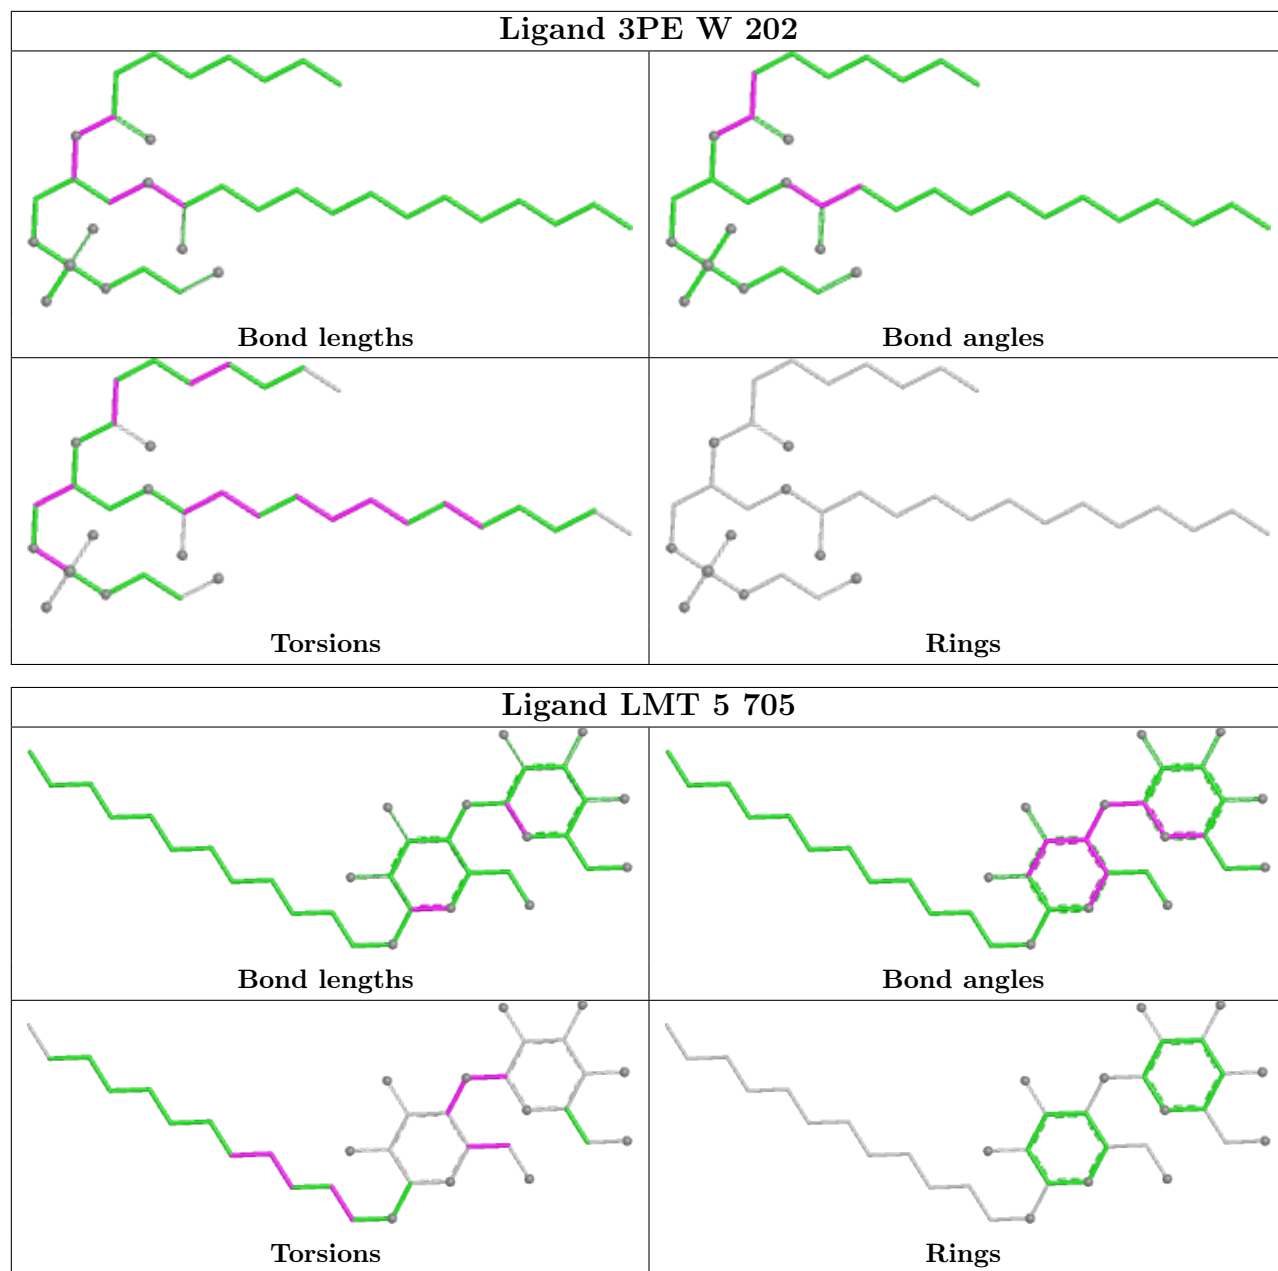 Ligand 3PE W 202
Bond lengths
Bond angles
Torsions
Rings
Ligand LMT 5 705
Bond lengths
Bond angles
Torsions
Rings